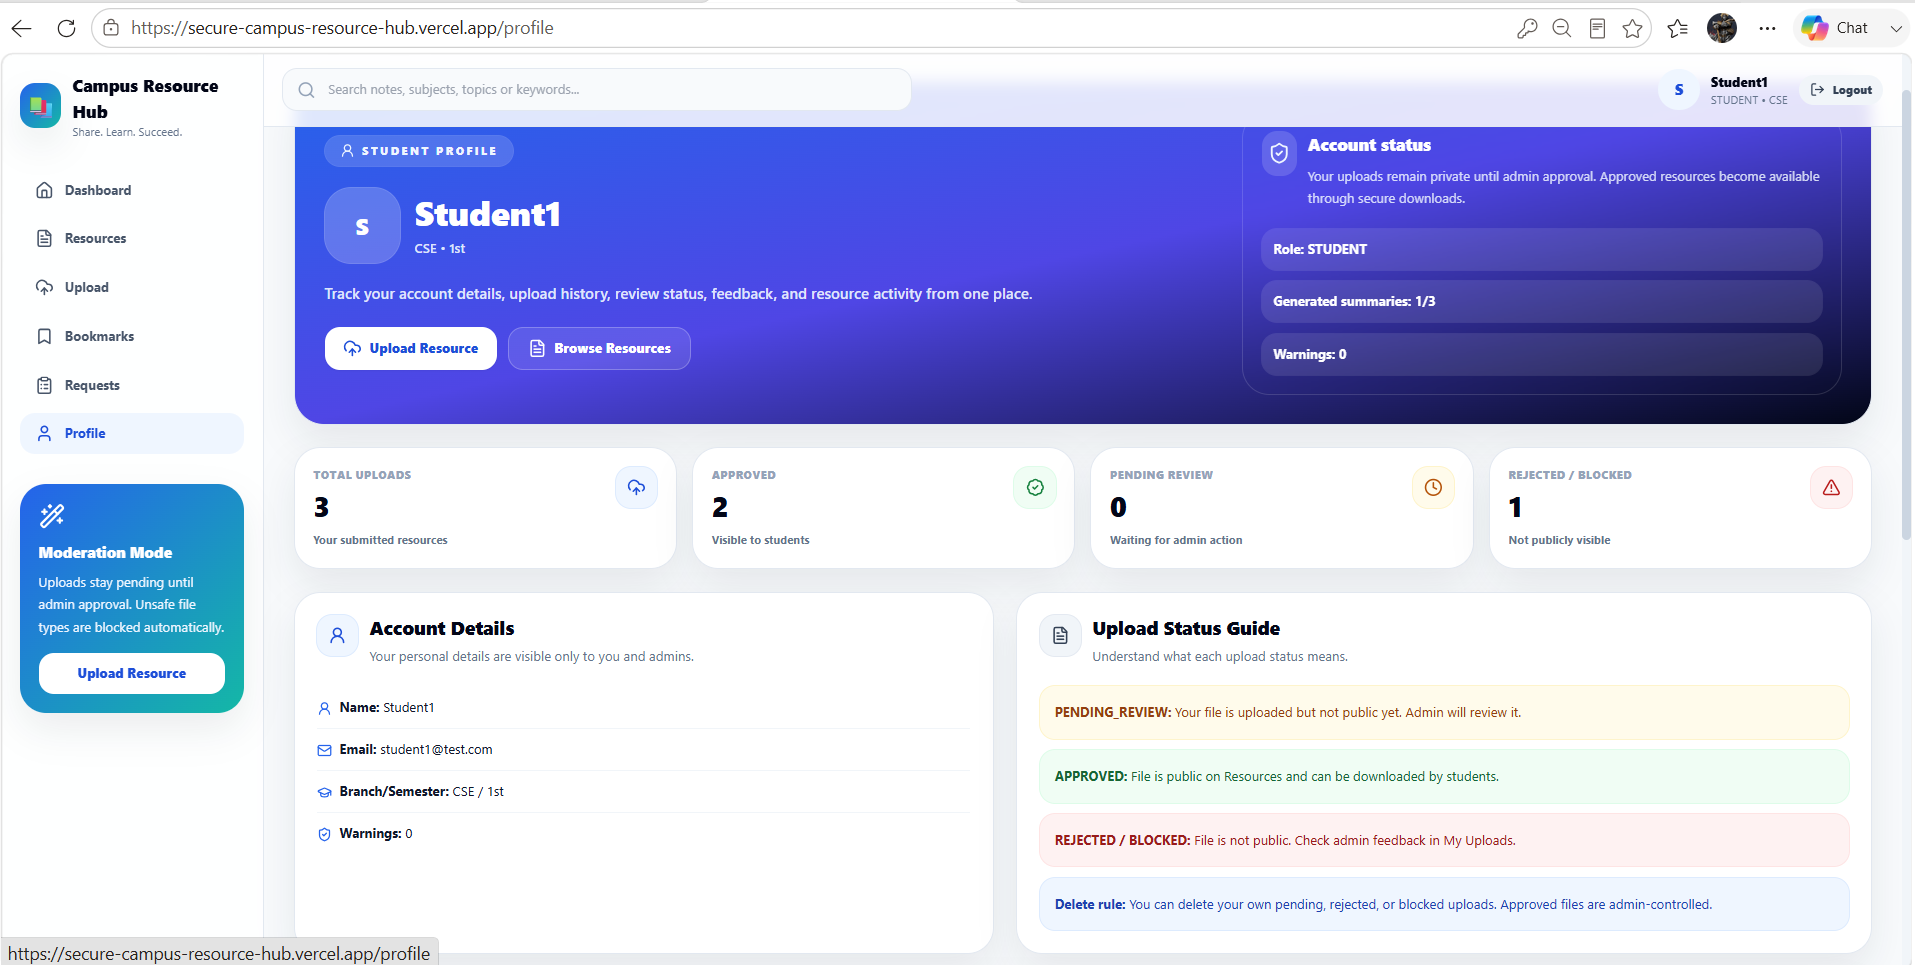 https://secure-campus-resource-hub.vercel.app/profile
Chat
Campus Resource
Hub
Share. Learn. Succeed.
Search notes, subjects, topics or keywords...
S
Student1
STUDENT • CSE
Logout
Dashboard
Resources
Upload
Bookmarks
Requests
Profile
Moderation Mode
Uploads stay pending until
admin approval. Unsafe file
types are blocked automatically.
Upload Resource
STUDENT PROFILE
S
Student1
CSE • 1st
Track your account details, upload history, review status, feedback, and resource activity from one place.
Upload Resource
Browse Resources
Account status
Your uploads remain private until admin approval. Approved resources become available
through secure downloads.
Role: STUDENT
Generated summaries: 1/3
Warnings: 0
TOTAL UPLOADS
3
Your submitted resources
APPROVED
2
Visible to students
PENDING REVIEW
0
Waiting for admin action
REJECTED / BLOCKED
1
Not publicly visible
Account Details
Your personal details are visible only to you and admins.
Name: Student1
Email: student1@test.com
Branch/Semester: CSE / 1st
Warnings: 0
Upload Status Guide
Understand what each upload status means.
PENDING_REVIEW: Your file is uploaded but not public yet. Admin will review it.
APPROVED: File is public on Resources and can be downloaded by students.
REJECTED / BLOCKED: File is not public. Check admin feedback in My Uploads.
Delete rule: You can delete your own pending, rejected, or blocked uploads. Approved files are admin-controlled.
https://secure-campus-resource-hub.vercel.app/profile